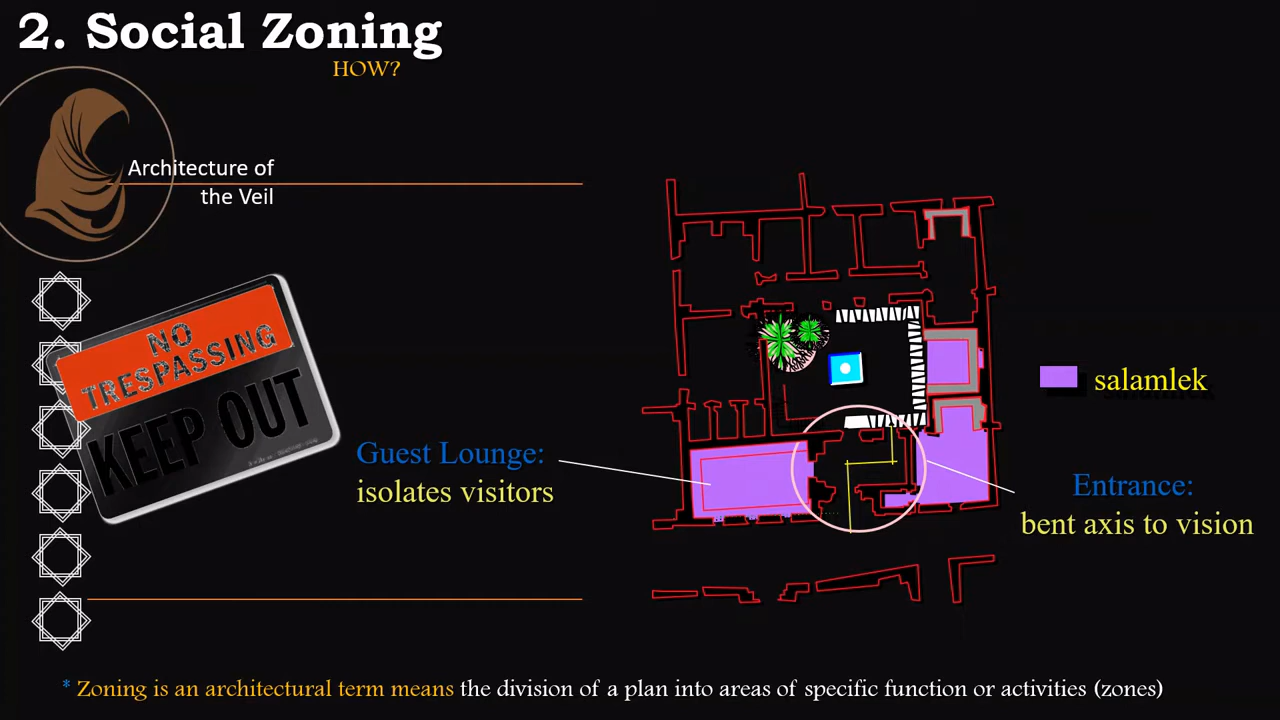 2. Social Zoning
HOW?
Architecture of
the Veil
NO
TRESPASSING
KEEP OUT
Guest Lounge:
isolates visitors
salamlek
Entrance:
bent axis to vision
* Zoning is an architectural term means the division of a plan into areas of specific function or activities (zones)